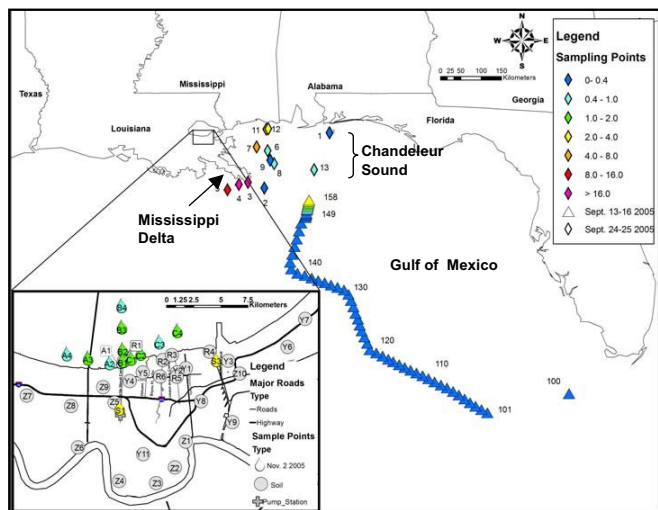 Legend
Sampling Points
0- 0.4
0.4 - 1.0
1.0 - 2.0
2.0 - 4.0
4.0 - 8.0
8.0 - 16.0
> 16.0
Sept. 13-16 2005
Sept. 24-25 2005
N
W E
S
0 25 50 100 150
Kilometers
Texas
Louisiana
Mississippi
Alabama
Georgia
Florida
11
12
1
7
6
9
8
13
2
3
4
5
Chandeleur
Sound
Mississippi
Delta
158
149
140
130
120
110
101
100
Gulf of Mexico
0 1.25 2.5 5 7.5
Kilometers
B4
B3
C3
A4
A3
A1
A2
B2
B1
R1
C2
R2
R3
R4
S3
Y3
Y7
Y6
Z10
Y1
Y5
Y4
R6
R5
Z9
Z5
S1
Z7
Z8
Y8
Y9
Z6
Y11
Z1
Z2
Z3
Z4
Legend
Major Roads
Type
Roads
Highway
Sample Points
Type
Nov. 2 2005
Soil
Pump_Station